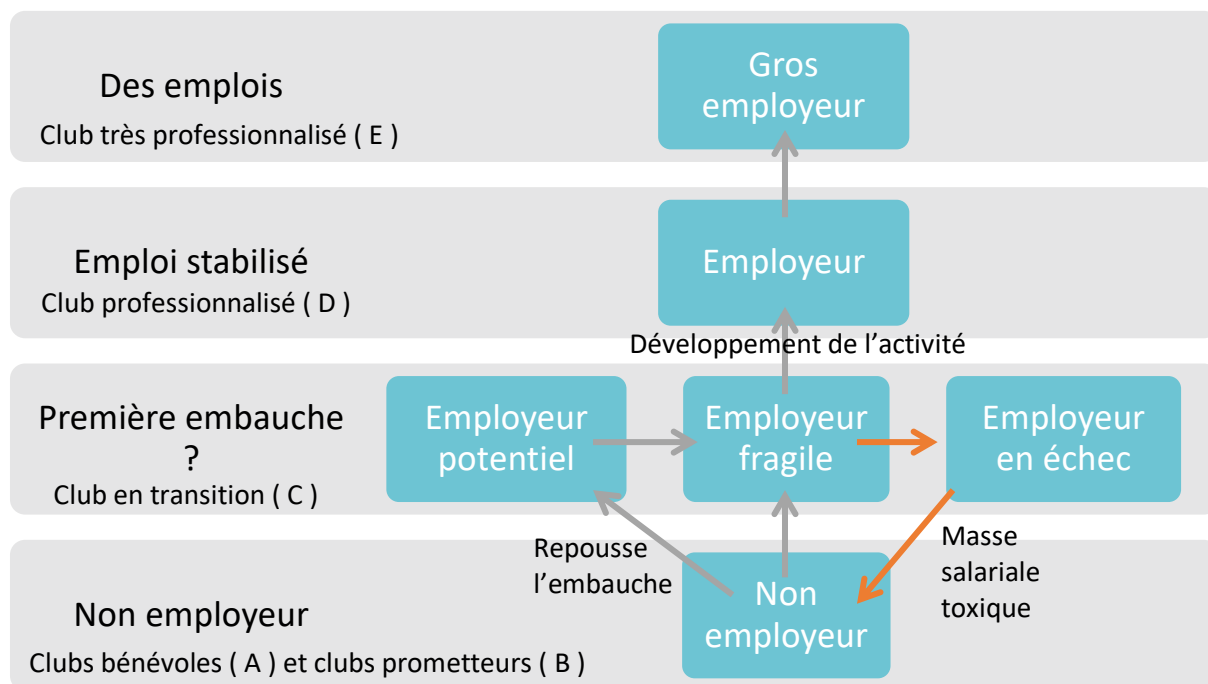 Des emplois
Club très professionnalisé ( E )
Gros
employeur
Emploi stabilisé
Club professionnalisé ( D )
Employeur
Développement de l’activité
Première embauche
?
Club en transition ( C )
Employeur
potentiel
Employeur
fragile
Employeur
en échec
Repousse
l’embauche
Masse
salariale
toxique
Non employeur
Clubs bénévoles ( A ) et clubs prometteurs ( B )
Non
employeur